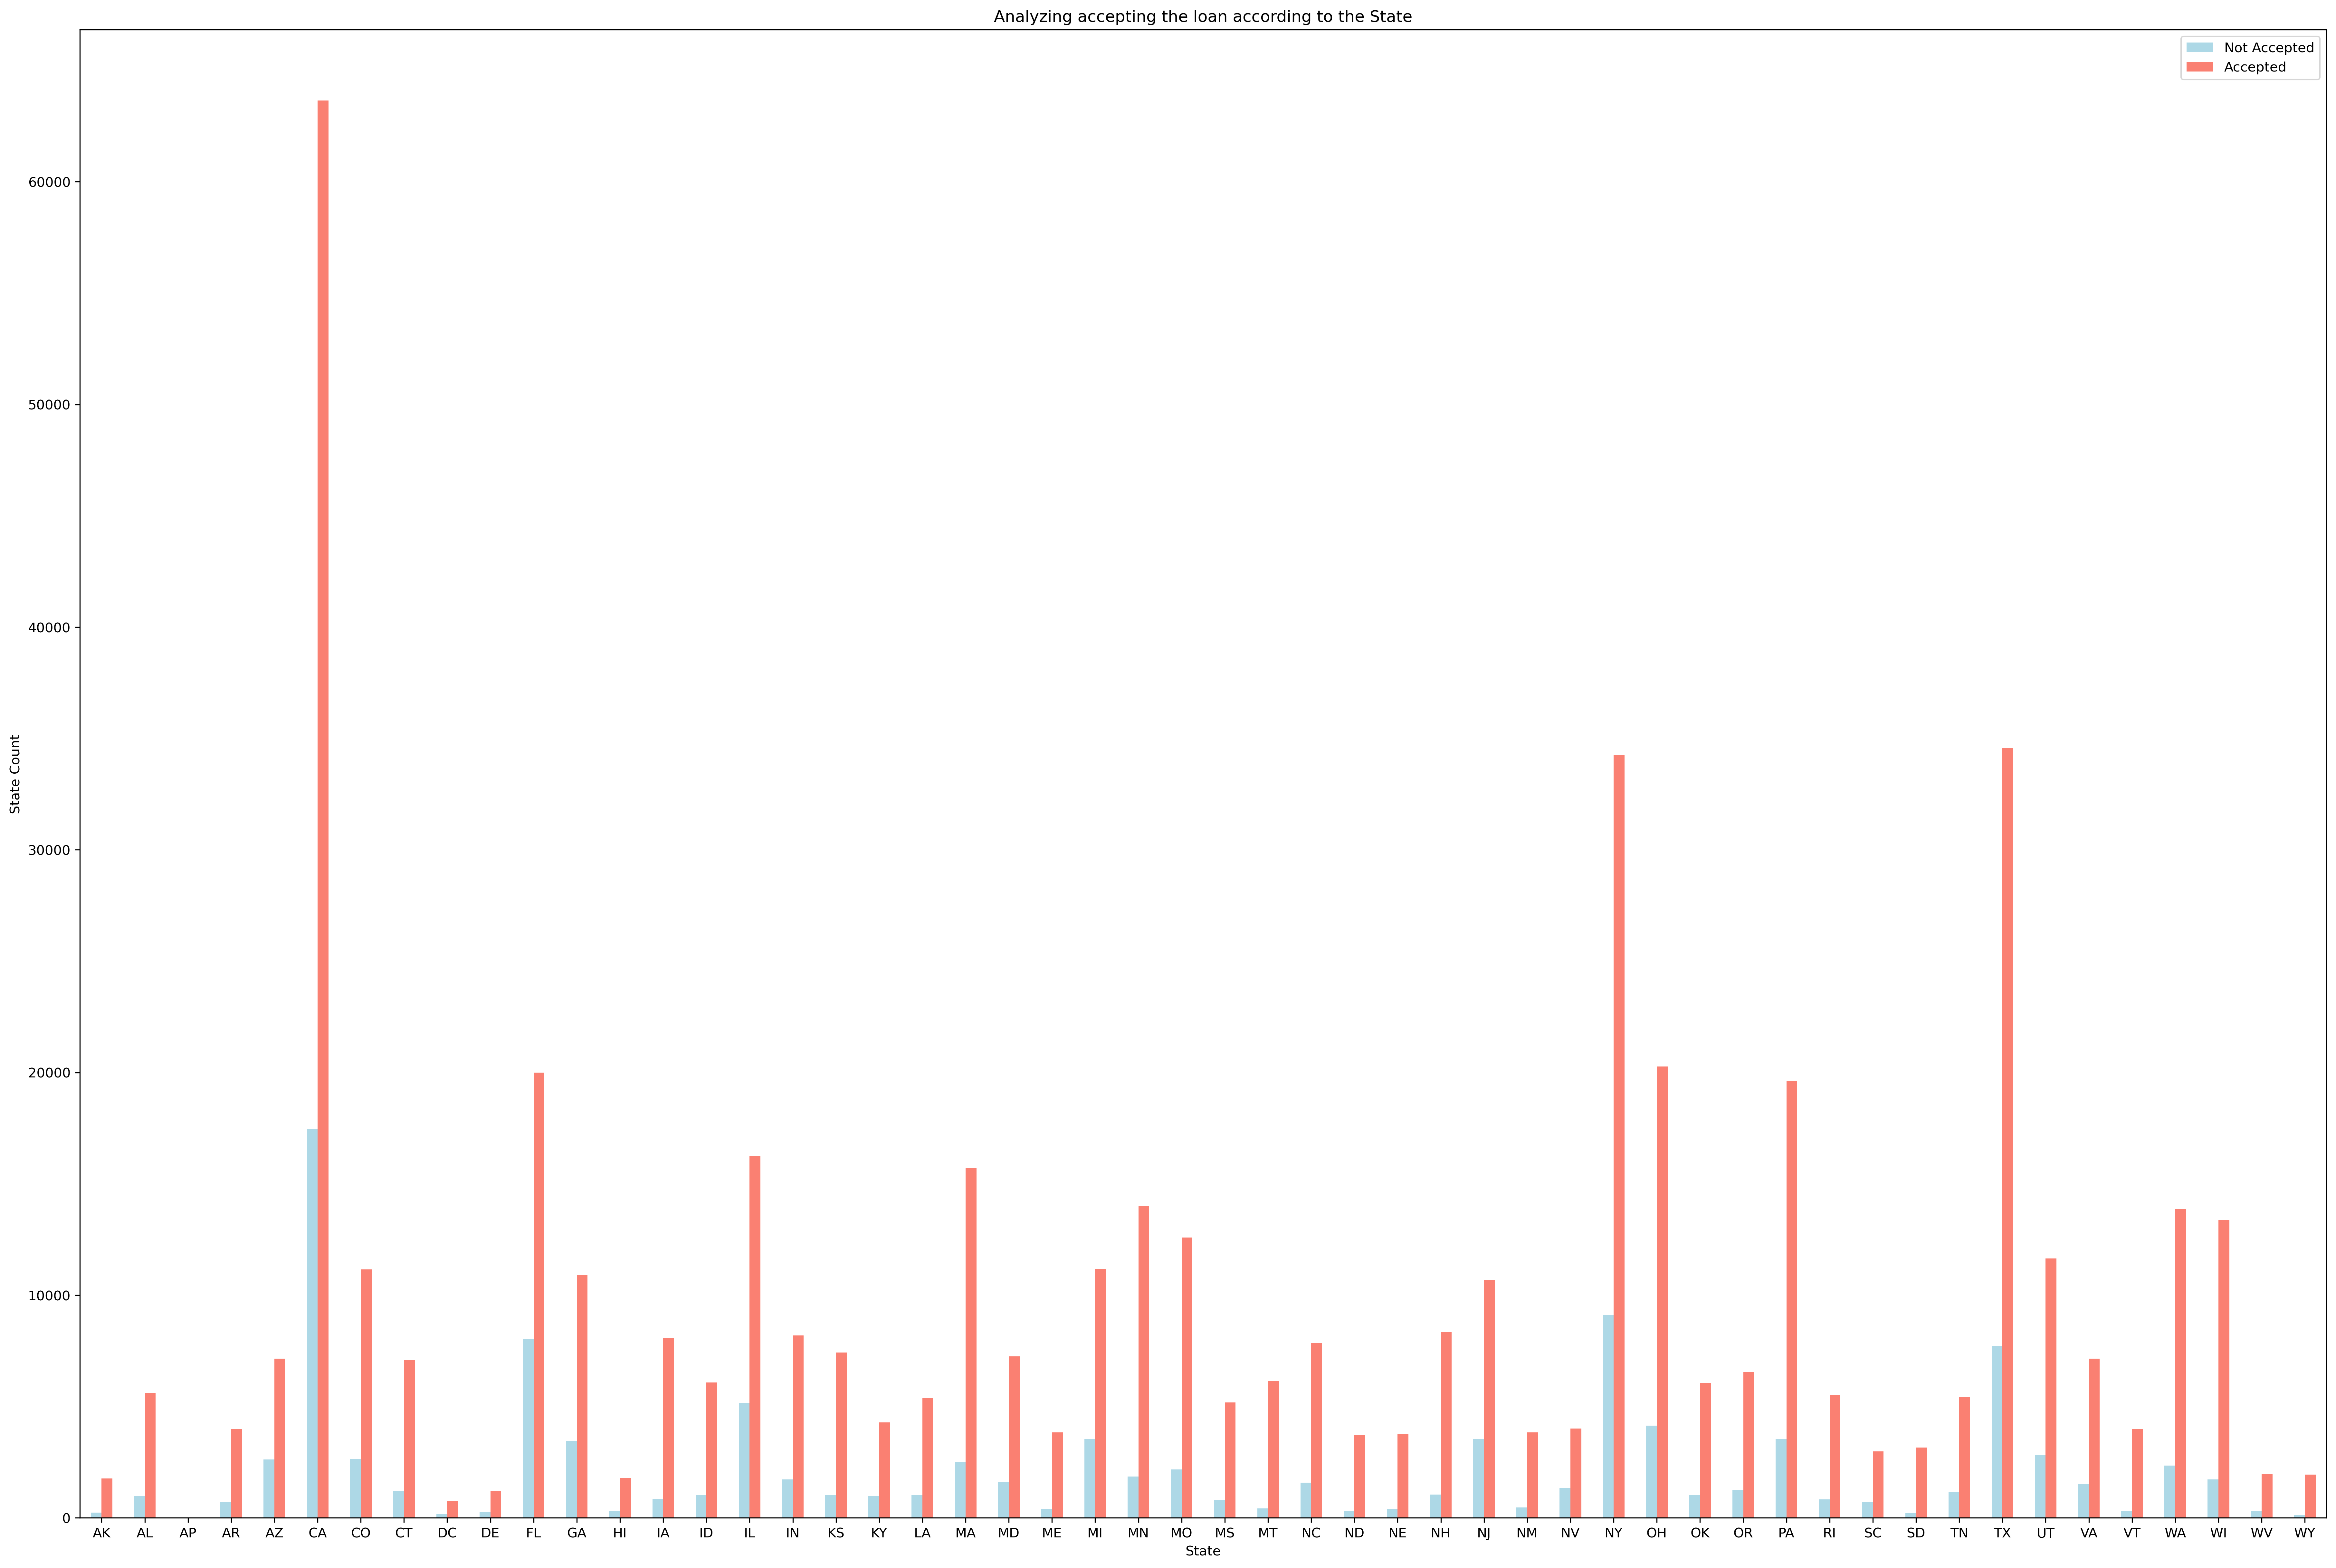 Analyzing accepting the loan according to the State
Not Accepted
Accepted
State Count
60000
50000
40000
30000
20000
10000
0
AK AL AP AR AZ CA CO CT DC DE FL GA HI IA ID IL IN KS KY LA MA MD ME MI MN MO MS MT NC ND NE NH NJ NM NV NY OH OK OR PA RI SC SD TN TX UT VA VT WA WI WV WY
State